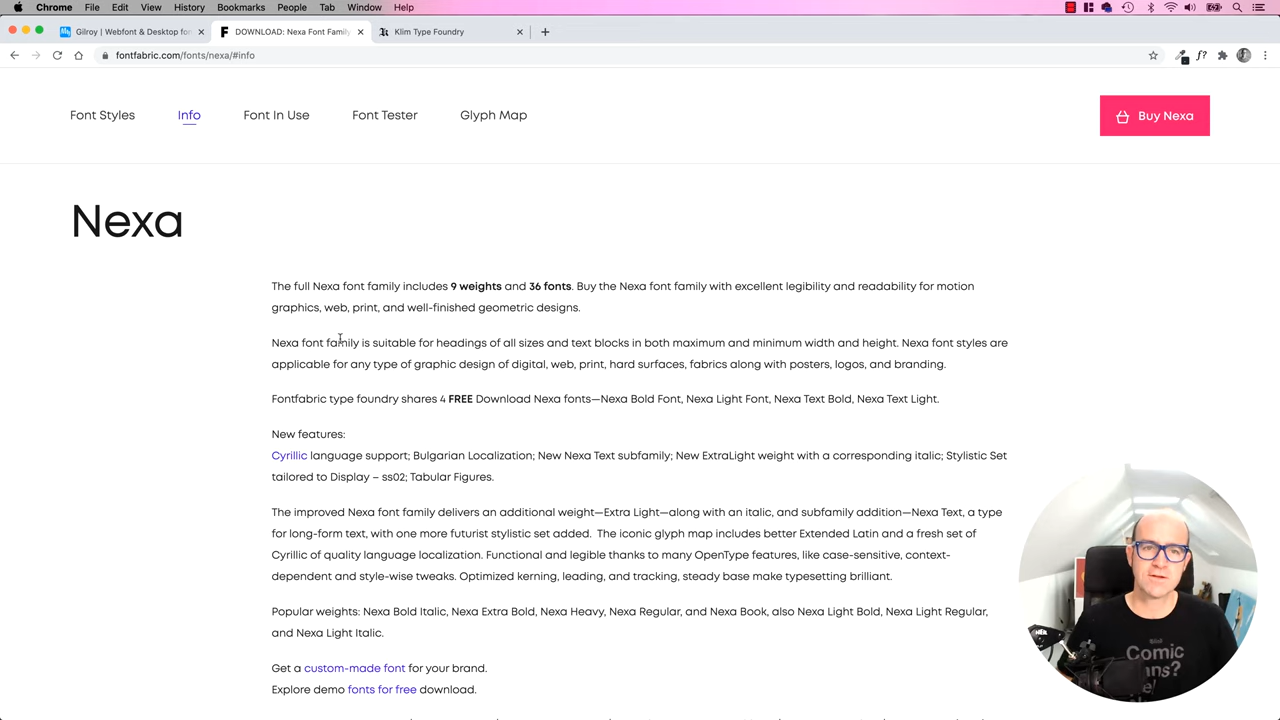 Chrome File Edit View History Bookmarks People Tab Window Help
Gilroy | Webfont & Desktop fon
DOWNLOAD: Nexa Font Family
Klim Type Foundry
fontfabric.com/fonts/nexa/#info
Font Styles Info Font In Use Font Tester Glyph Map
Buy Nexa
Nexa
The full Nexa font family includes 9 weights and 36 fonts. Buy the Nexa font family with excellent legibility and readability for motion
graphics, web, print, and well-finished geometric designs.
Nexa font family is suitable for headings of all sizes and text blocks in both maximum and minimum width and height. Nexa font styles are
applicable for any type of graphic design of digital, web, print, hard surfaces, fabrics along with posters, logos, and branding.
Fontfabric type foundry shares 4 FREE Download Nexa fonts—Nexa Bold Font, Nexa Light Font, Nexa Text Bold, Nexa Text Light.
New features:
Cyrillic language support; Bulgarian Localization; New Nexa Text subfamily; New ExtraLight weight with a corresponding italic; Stylistic Set
tailored to Display – ss02; Tabular Figures.
The improved Nexa font family delivers an additional weight—Extra Light—along with an italic, and subfamily addition—Nexa Text, a type
for long-form text, with one more futurist stylistic set added. The iconic glyph map includes better Extended Latin and a fresh set of
Cyrillic of quality language localization. Functional and legible thanks to many OpenType features, like case-sensitive, context-
dependent and style-wise tweaks. Optimized kerning, leading, and tracking, steady base make typesetting brilliant.
Popular weights: Nexa Bold Italic, Nexa Extra Bold, Nexa Heavy, Nexa Regular, and Nexa Book, also Nexa Light Bold, Nexa Light Regular,
and Nexa Light Italic.
Get a custom-made font for your brand.
Explore demo fonts for free download.
Comic